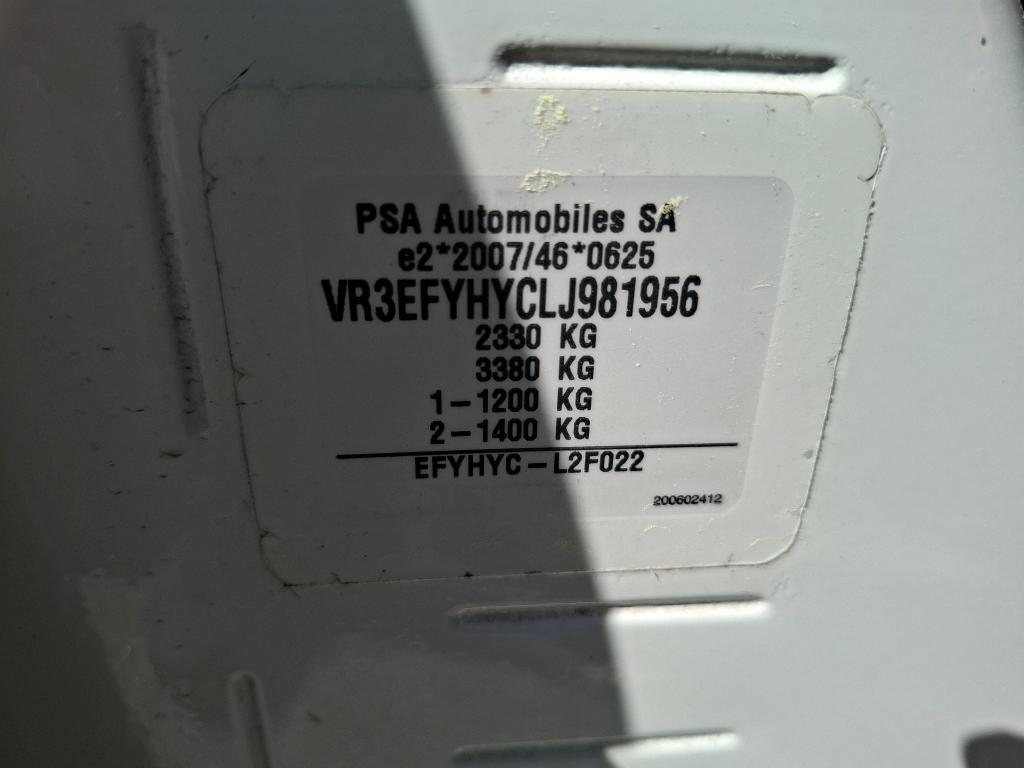 PSA Automobiles SA
e2*2007/46*0625
VR3EFYHYCLJ981956
2330 KG
3380 KG
1-1200 KG
2-1400 KG
EFYHYC-L2F022
200602412